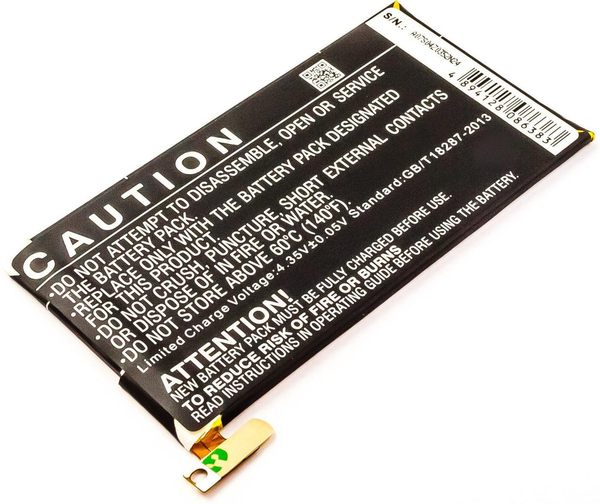 S/N.:
A07S04Z0352N24
4 894128 086383
CAUTION
·DO NOT ATTEMPT TO DISASSEMBLE, OPEN OR SERVICE
THE BATTERY PACK.
·REPLACE ONLY WITH THE BATTERY PACK DESIGNATED
FOR THIS PRODUCT.
·DO NOT CRUSH, PUNCTURE, SHORT EXTERNAL CONTACTS
OR DISPOSE OF IN FIRE OR WATER.
·DO NOT STORE ABOVE 60°C (140°F).
Limited Charge Voltage:4.35V±0.05V Standard:GB/T18287-2013
ATTENTION!
NEW BATTERY PACK MUST BE FULLY CHARGED BEFORE USE.
TO REDUCE RISK OF FIRE OR BURNS
READ INSTRUCTIONS IN OPERATING GUIDE BEFORE USING THE BATTERY.